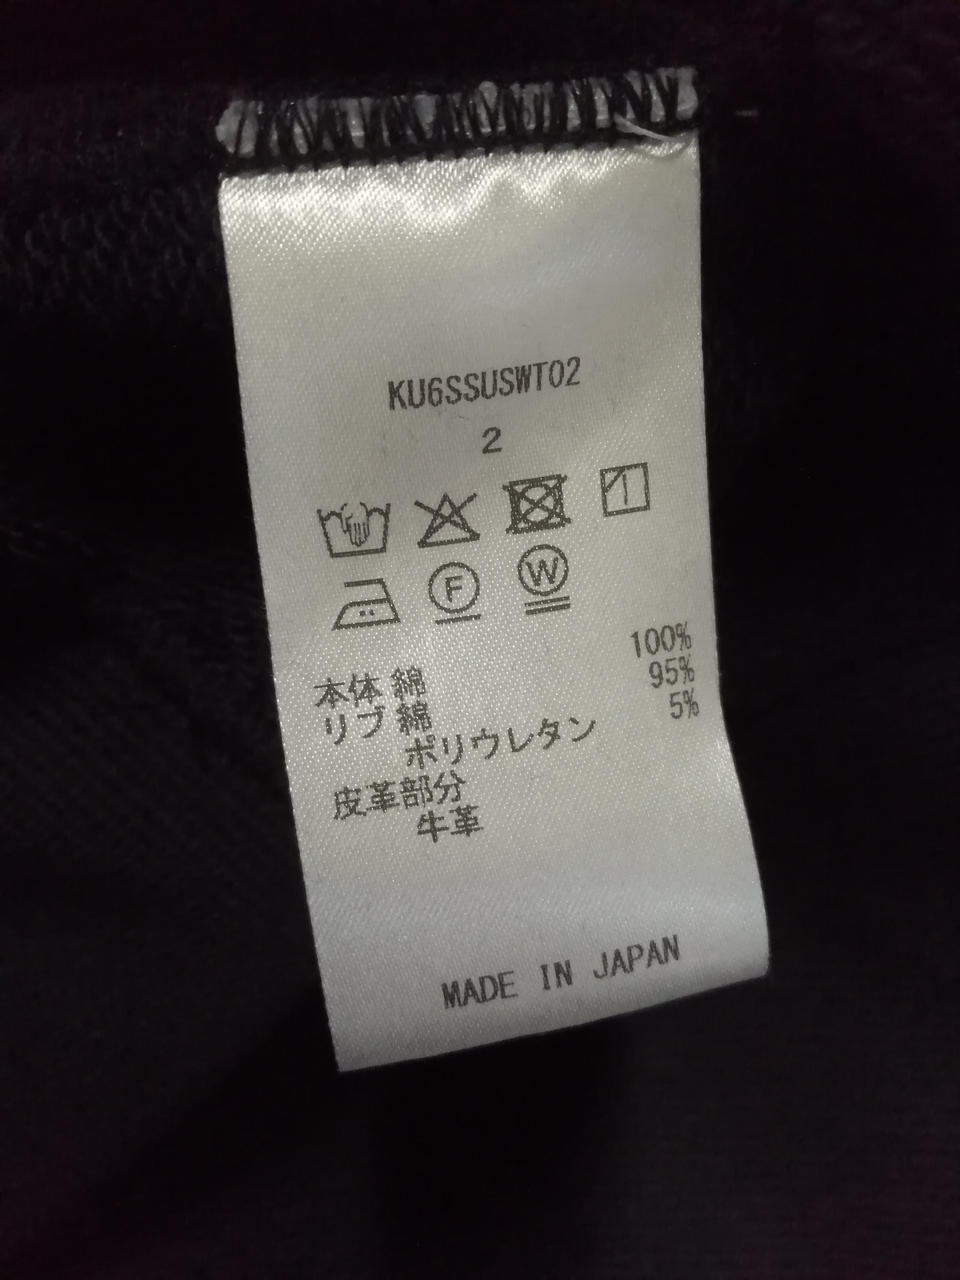 KU6SSUSWT02
2
F W
本体 綿 100%
リブ 綿 95%
ポリウレタン 5%
皮革部分
牛革
MADE IN JAPAN